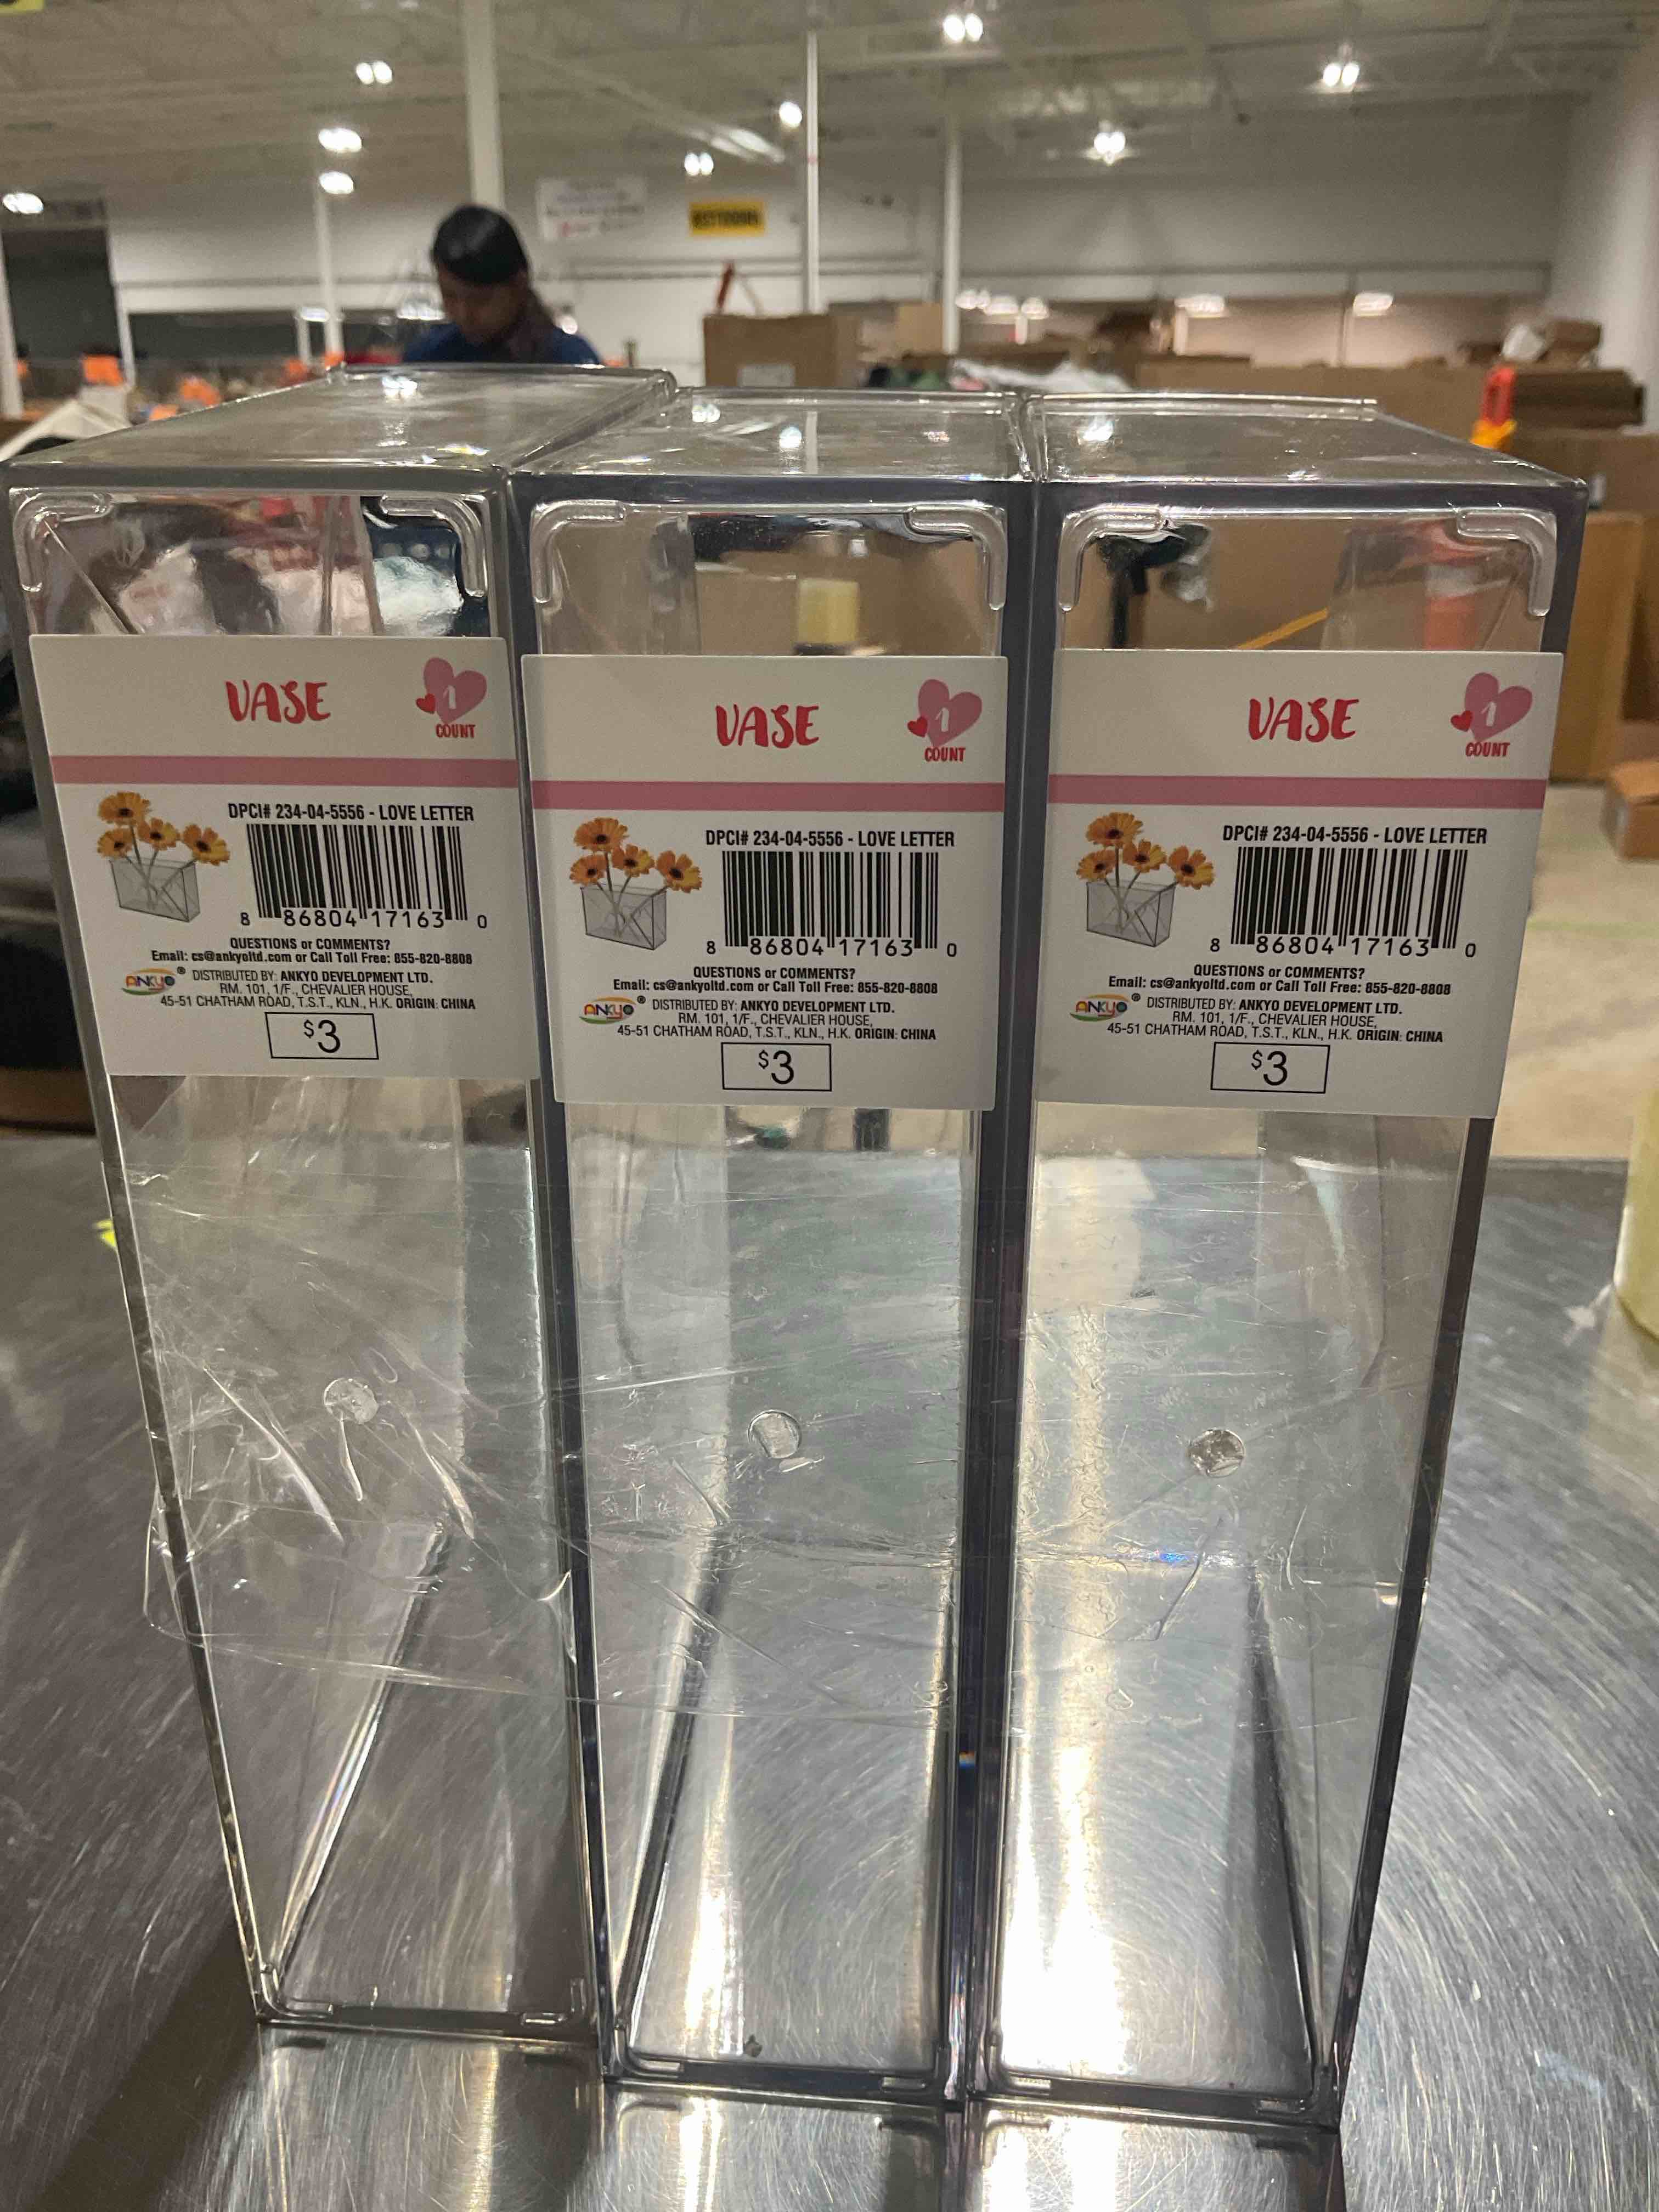 VASE
1
COUNT
DPCI# 234-04-5556 - LOVE LETTER
8 86804 17163 0
QUESTIONS or COMMENTS?
Email: cs@ankyoltd.com or Call Toll Free: 855-820-8808
ANKYO® DISTRIBUTED BY: ANKYO DEVELOPMENT LTD.
RM. 101, 1/F., CHEVALIER HOUSE,
45-51 CHATHAM ROAD, T.S.T., KLN., H.K. ORIGIN: CHINA
$3
VASE
1
COUNT
DPCI# 234-04-5556 - LOVE LETTER
8 86804 17163 0
QUESTIONS or COMMENTS?
Email: cs@ankyoltd.com or Call Toll Free: 855-820-8808
ANKYO® DISTRIBUTED BY: ANKYO DEVELOPMENT LTD.
RM. 101, 1/F., CHEVALIER HOUSE,
45-51 CHATHAM ROAD, T.S.T., KLN., H.K. ORIGIN: CHINA
$3
VASE
1
COUNT
DPCI# 234-04-5556 - LOVE LETTER
8 86804 17163 0
QUESTIONS or COMMENTS?
Email: cs@ankyoltd.com or Call Toll Free: 855-820-8808
ANKYO® DISTRIBUTED BY: ANKYO DEVELOPMENT LTD.
RM. 101, 1/F., CHEVALIER HOUSE,
45-51 CHATHAM ROAD, T.S.T., KLN., H.K. ORIGIN: CHINA
$3